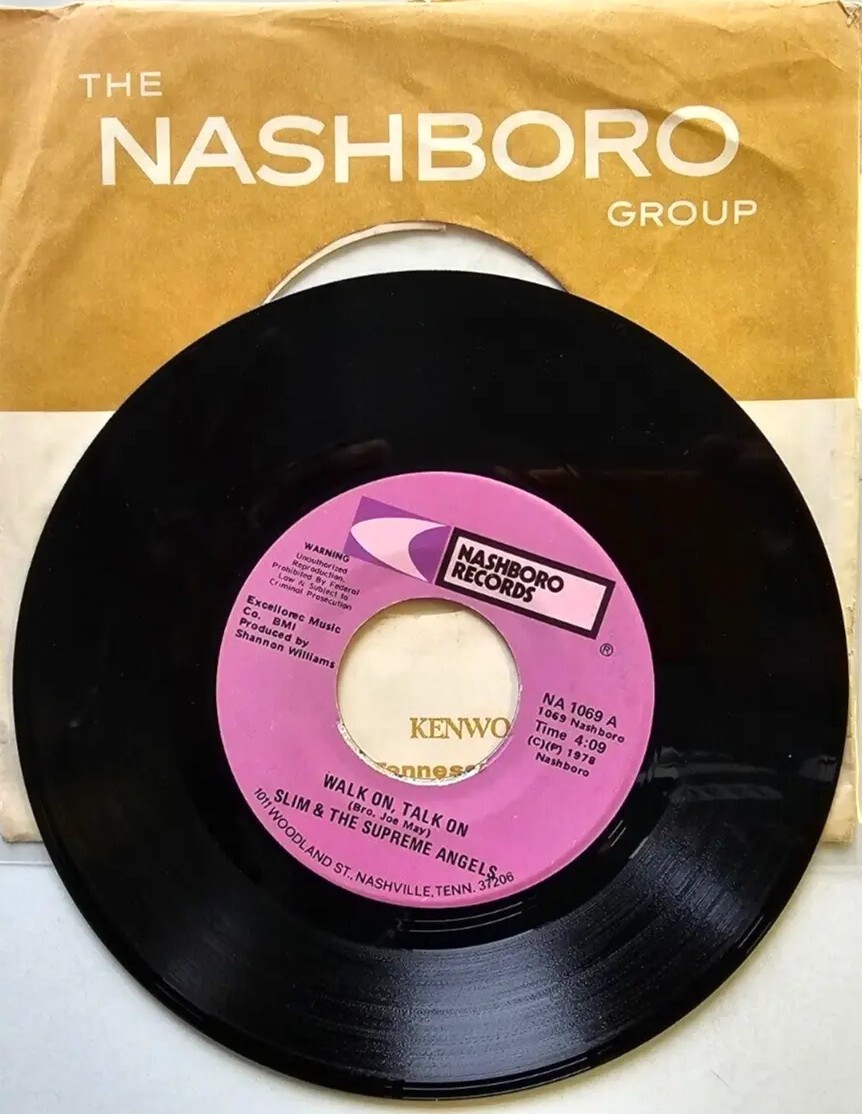 THE
NASHBORO
GROUP
NASHBORO
RECORDS
®
WARNING
Unauthorized
Reproduction.
Prohibited By Federal
Law & Subject to
Criminal Prosecution
Excellorec Music
Co. BMI
Produced by
Shannon Williams
NA 1069 A
1069 Nashboro
Time 4:09
(C)(P) 1978
Nashboro
KENWO
Tenness
WALK ON, TALK ON
(Bro. Joe May)
SLIM & THE SUPREME ANGELS
1011 WOODLAND ST., NASHVILLE, TENN. 37206